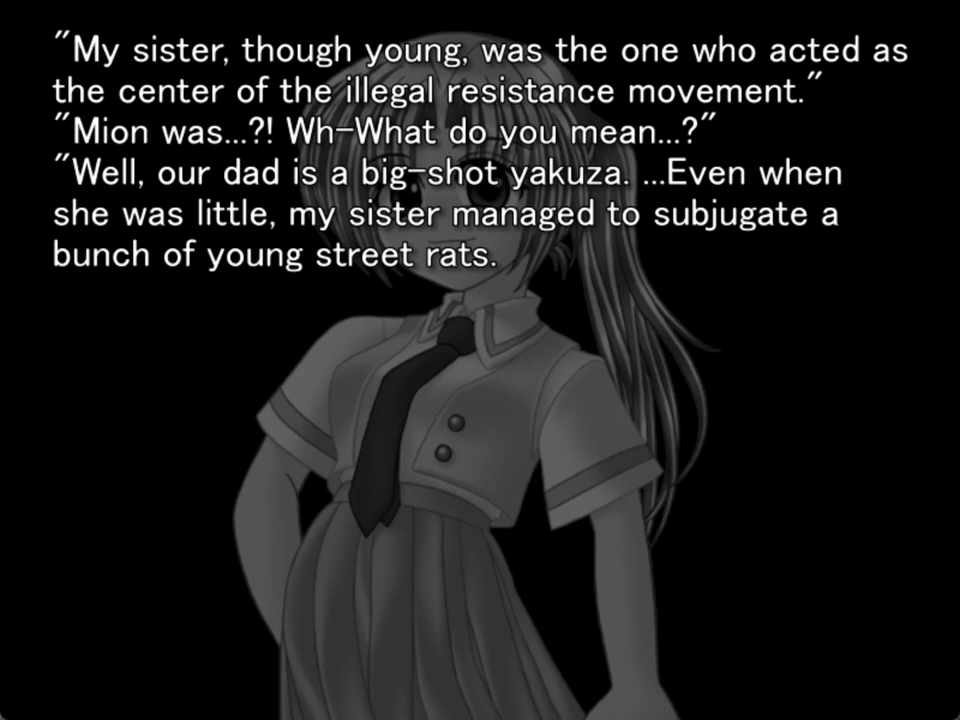 "My sister, though young, was the one who acted as
the center of the illegal resistance movement."
"Mion was...?! Wh-What do you mean...?"
"Well, our dad is a big-shot yakuza. ...Even when
she was little, my sister managed to subjugate a
bunch of young street rats.